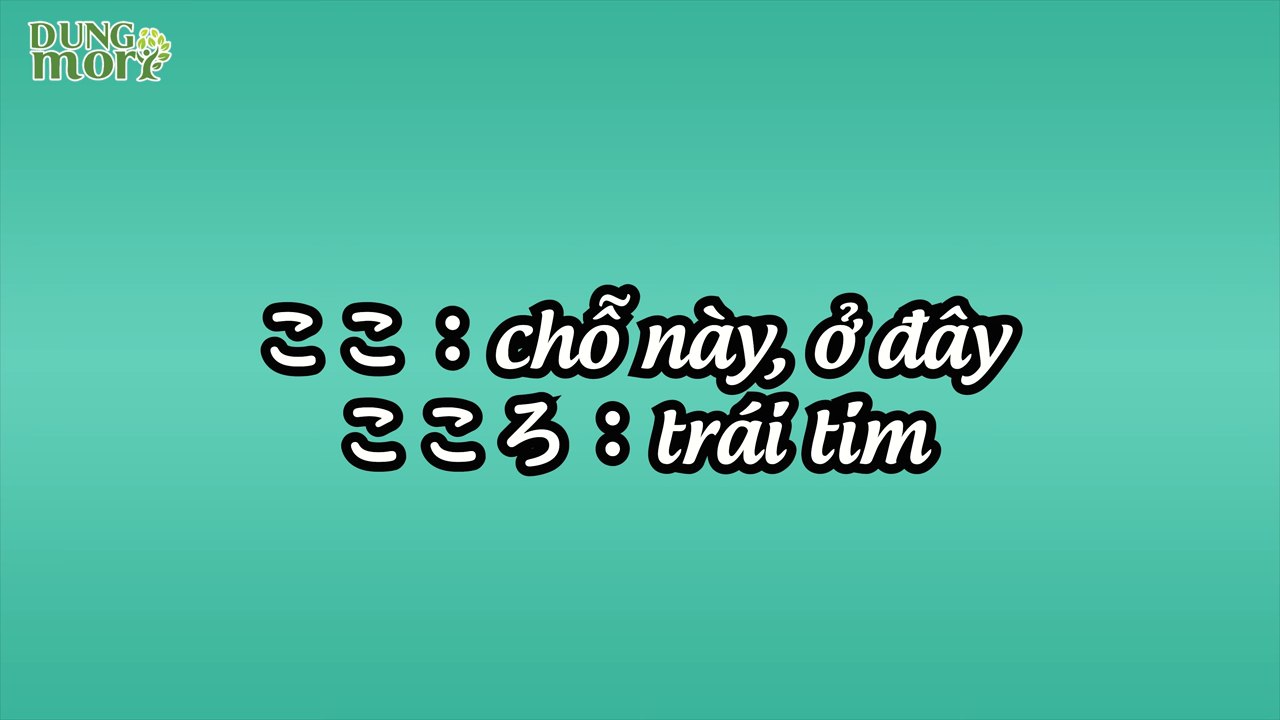 DUNG
mori
ここ：chỗ này, ở đây
こころ：trái tim